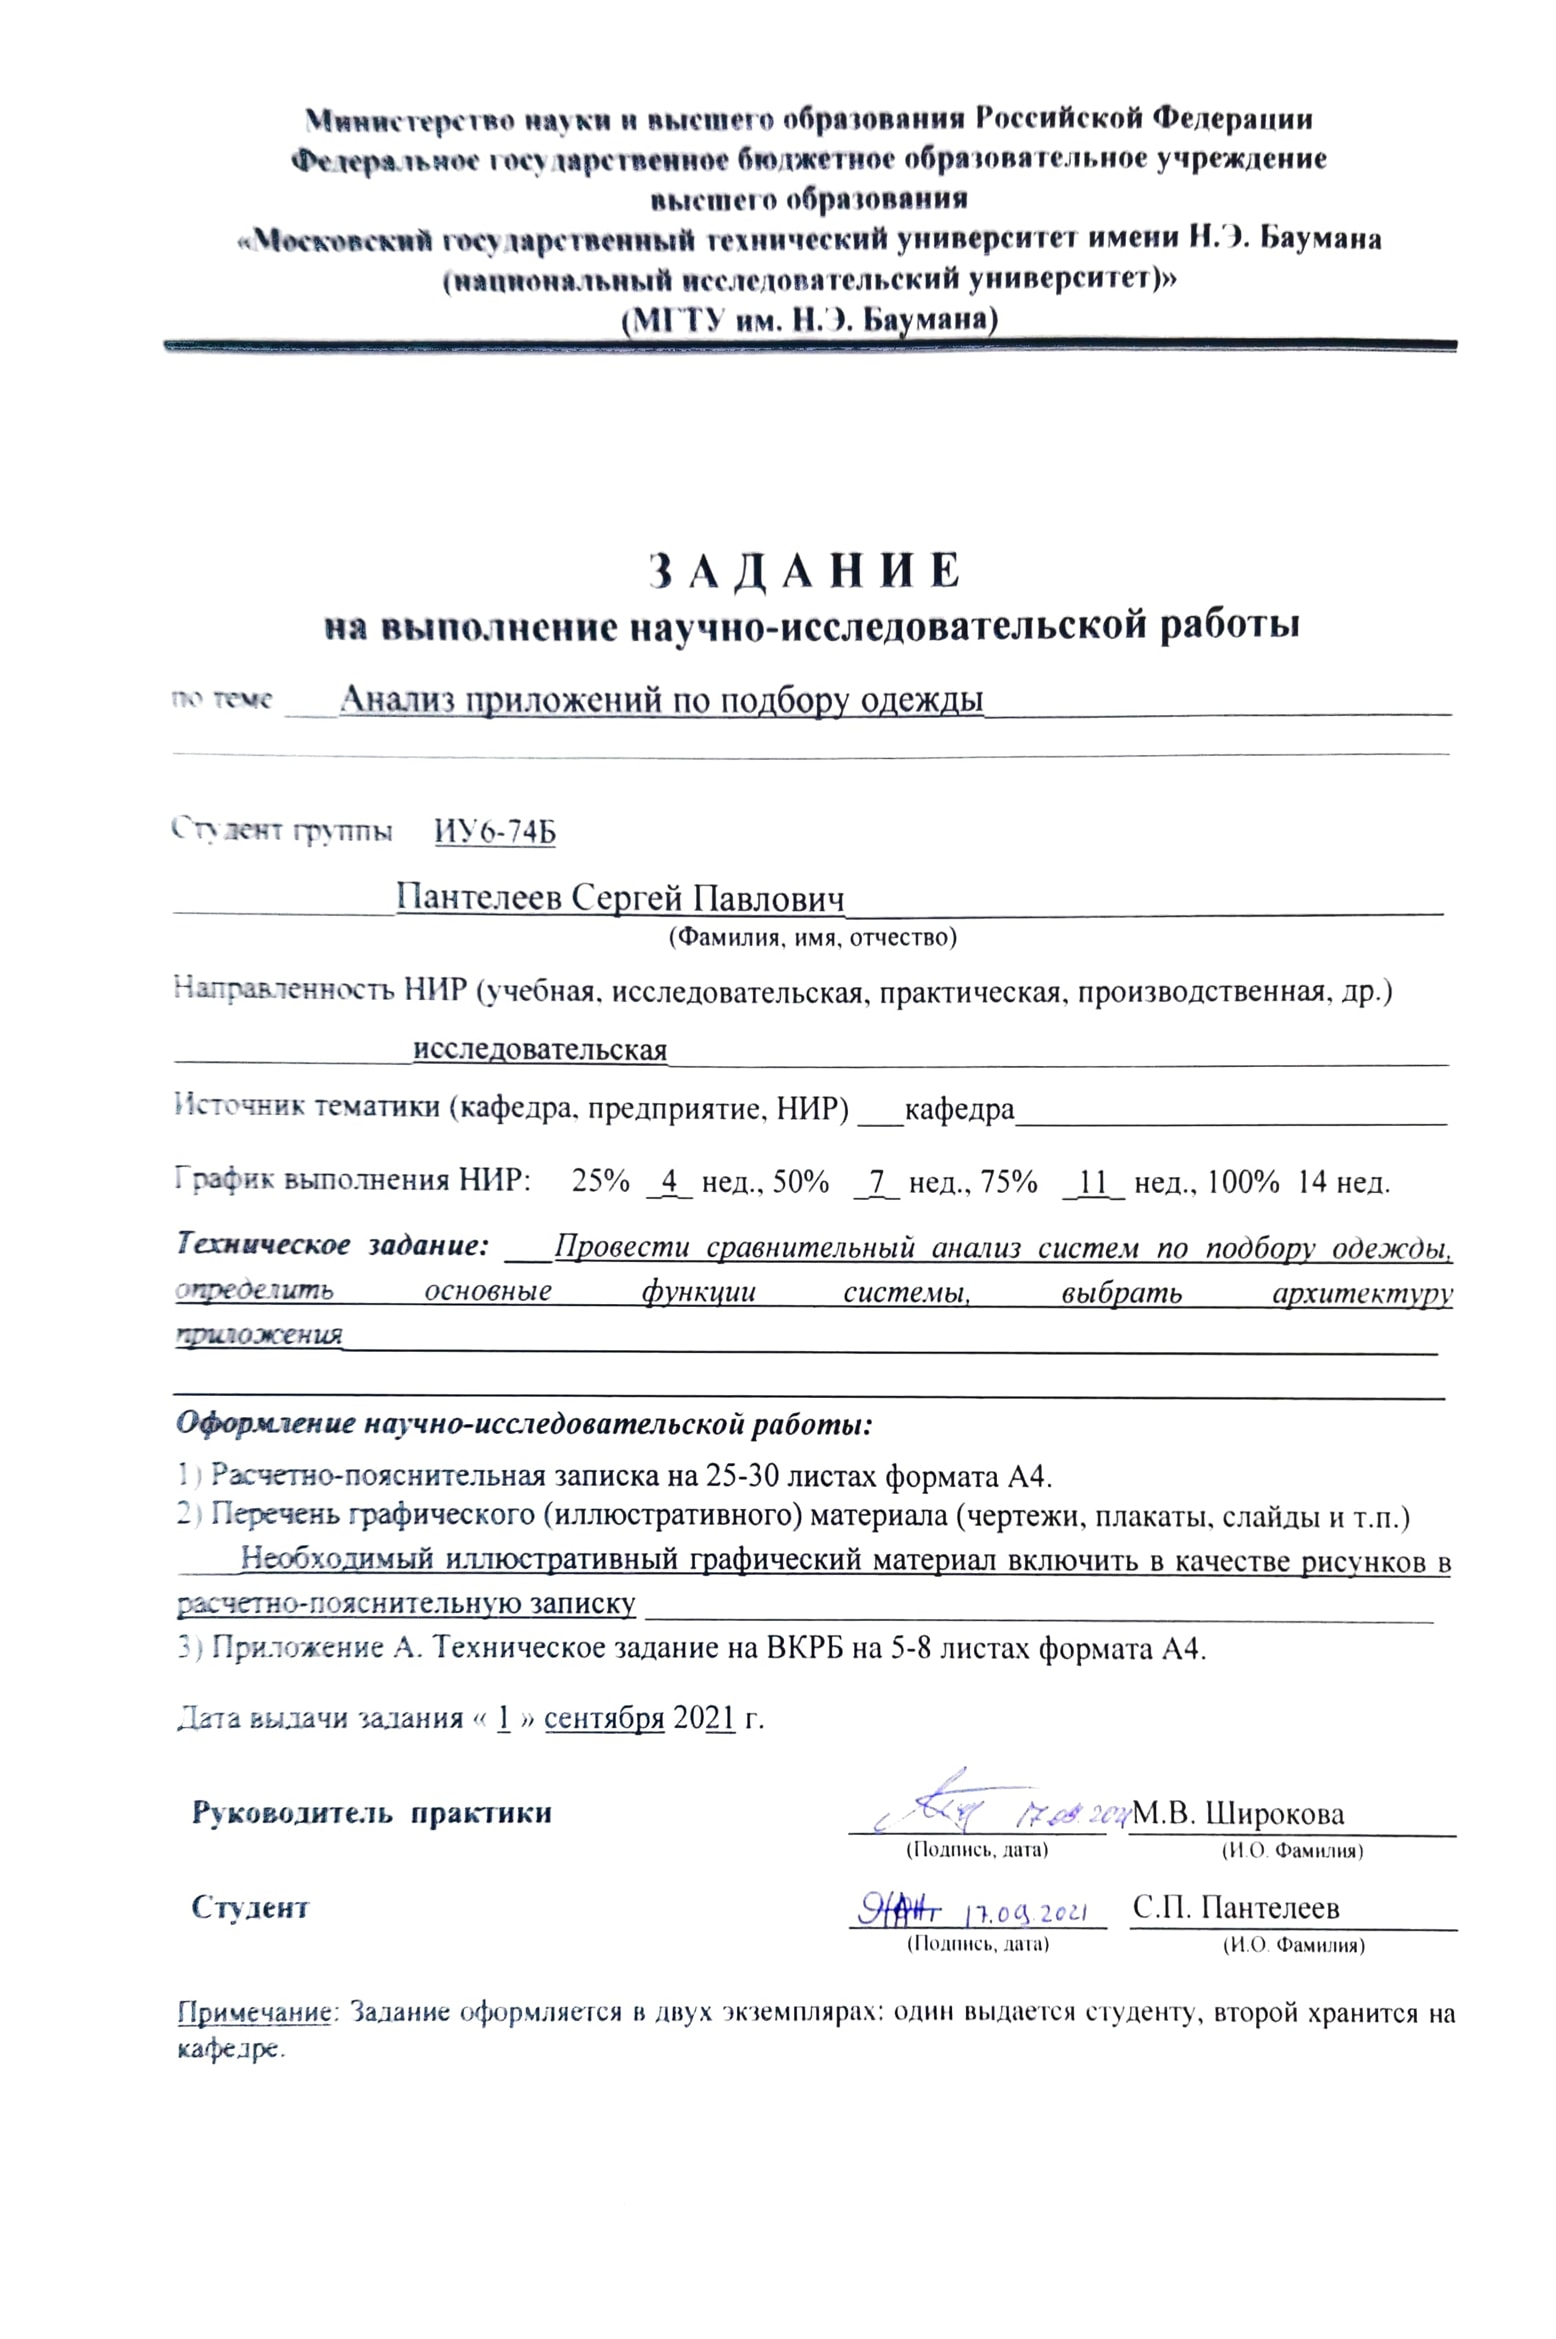 Министерство науки и высшего образования Российской Федерации
Федеральное государственное бюджетное образовательное учреждение
высшего образования
«Московский государственный технический университет имени Н.Э. Баумана
(национальный исследовательский университет)»
(МГТУ им. Н.Э. Баумана)
З А Д А Н И Е
на выполнение научно-исследовательской работы
по теме Анализ приложений по подбору одежды
Студент группы ИУ6-74Б
Пантелеев Сергей Павлович
(Фамилия, имя, отчество)
Направленность НИР (учебная, исследовательская, практическая, производственная, др.)
исследовательская
Источник тематики (кафедра, предприятие, НИР) кафедра
График выполнения НИР: 25% 4 нед., 50% 7 нед., 75% 11 нед., 100% 14 нед.
Техническое задание: Провести сравнительный анализ систем по подбору одежды,
определить основные функции системы, выбрать архитектуру
приложения
Оформление научно-исследовательской работы:
1) Расчетно-пояснительная записка на 25-30 листах формата А4.
2) Перечень графического (иллюстративного) материала (чертежи, плакаты, слайды и т.п.)
Необходимый иллюстративный графический материал включить в качестве рисунков в
расчетно-пояснительную записку
3) Приложение А. Техническое задание на ВКРБ на 5-8 листах формата А4.
Дата выдачи задания « 1 » сентября 2021 г.
Руководитель практики 17.09.2021 М.В. Широкова
(Подпись, дата) (И.О. Фамилия)
Студент 17.09.2021 С.П. Пантелеев
(Подпись, дата) (И.О. Фамилия)
Примечание: Задание оформляется в двух экземплярах: один выдается студенту, второй хранится на
кафедре.